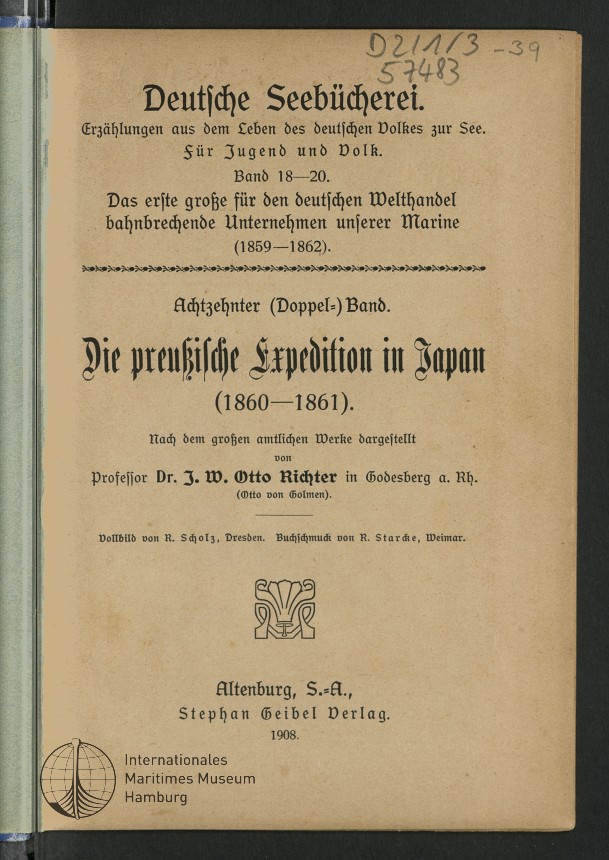 D2/1/3 - 39
57483
Deutsche Seebücherei.
Erzählungen aus dem Leben des deutschen Volkes zur See.
Für Jugend und Volk.
Band 18—20.
Das erste große für den deutschen Welthandel
bahnbrechende Unternehmen unserer Marine
(1859—1862).
Achtzehnter (Doppel-) Band.
Die preußische Expedition in Japan
(1860—1861).
Nach dem großen amtlichen Werke dargestellt
von
Professor Dr. J. W. Otto Richter in Godesberg a. Rh.
(Otto von Golmen).
Vollbild von R. Scholz, Dresden. Buchschmuck von R. Starcke, Weimar.
Altenburg, S.-A.,
Stephan Geibel Verlag.
1908.
Internationales
Maritimes Museum
Hamburg